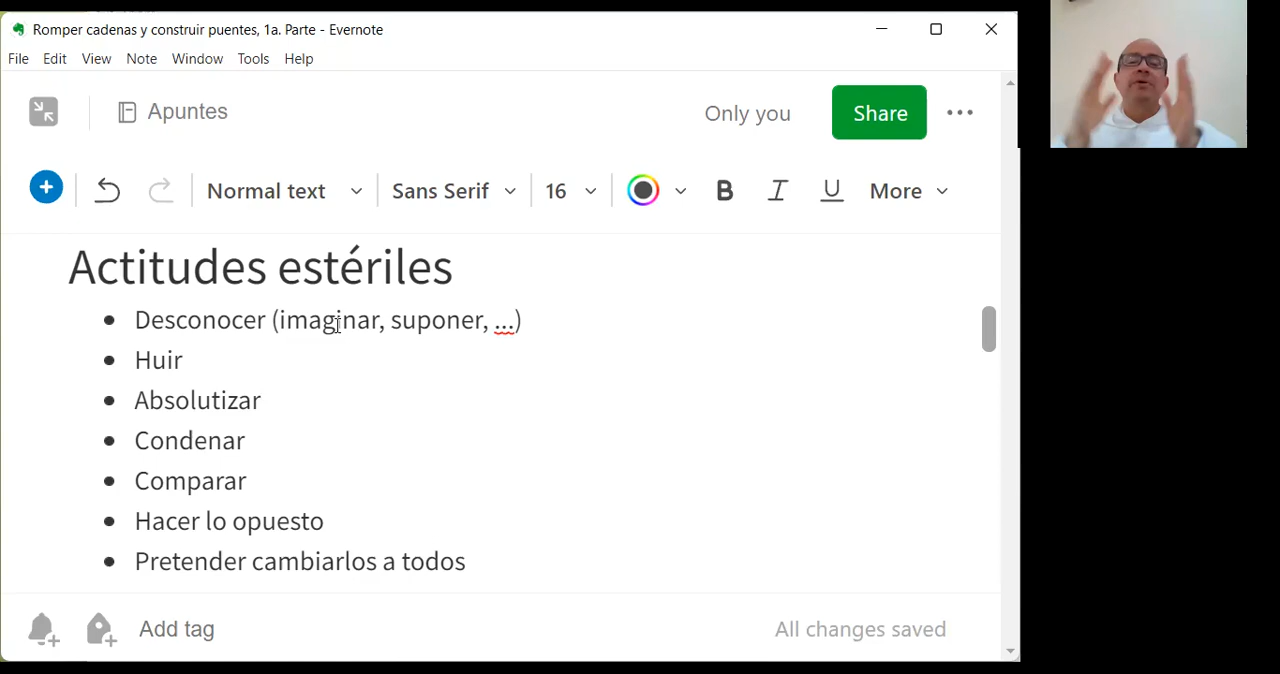 Romper cadenas y construir puentes, 1a. Parte - Evernote
File Edit View Note Window Tools Help
Apuntes Only you Share
Normal text Sans Serif 16 B I U More
Actitudes estériles
• Desconocer (imaginar, suponer, ...)
• Huir
• Absolutizar
• Condenar
• Comparar
• Hacer lo opuesto
• Pretender cambiarlos a todos
Add tag All changes saved